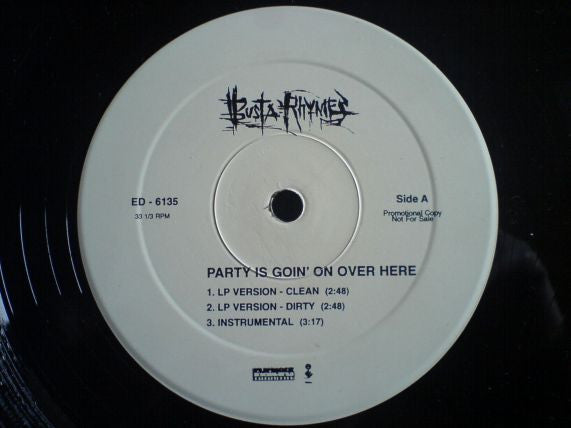 BUSTA RHYMES
ED - 6135
33 1/3 RPM
Side A
Promotional Copy
Not For Sale
PARTY IS GOIN' ON OVER HERE
1. LP VERSION - CLEAN (2:48)
2. LP VERSION - DIRTY (2:48)
3. INSTRUMENTAL (3:17)